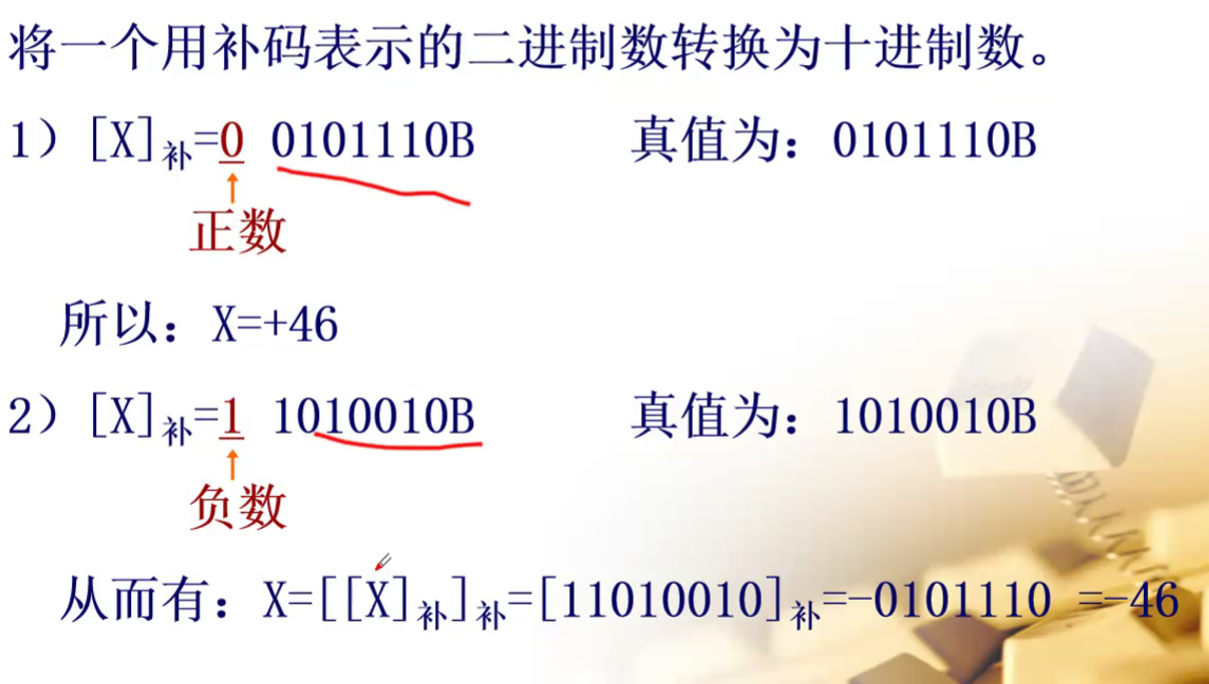 将一个用补码表示的二进制数转换为十进制数。
1）[X]补=0 0101110B 真值为：0101110B
正数
所以：X=+46
2）[X]补=1 1010010B 真值为：1010010B
负数
从而有：X=[[X]补]补=[11010010]补=-0101110 =-46